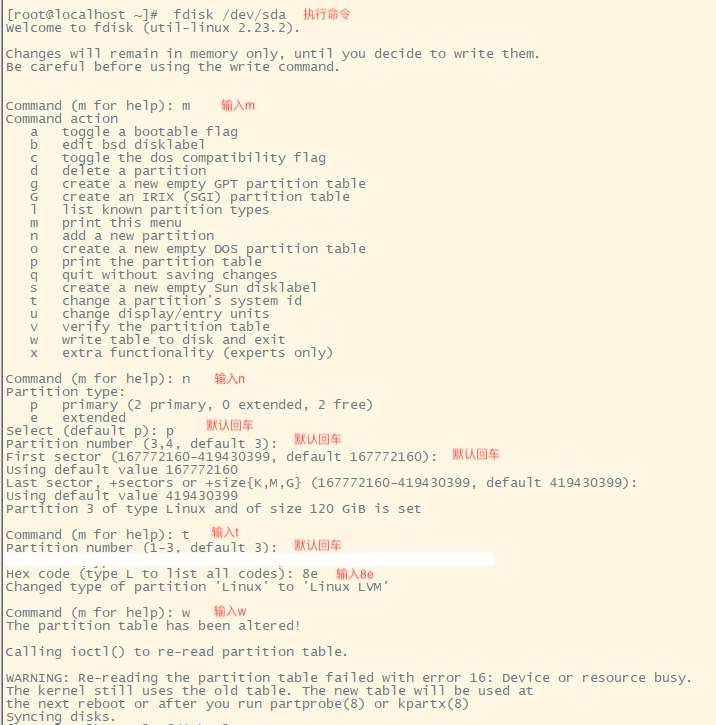 [root@localhost ~]# fdisk /dev/sda 执行命令
Welcome to fdisk (util-linux 2.23.2).
Changes will remain in memory only, until you decide to write them.
Be careful before using the write command.
Command (m for help): m 输入m
Command action
a toggle a bootable flag
b edit bsd disklabel
c toggle the dos compatibility flag
d delete a partition
g create a new empty GPT partition table
G create an IRIX (SGI) partition table
l list known partition types
m print this menu
n add a new partition
o create a new empty DOS partition table
p print the partition table
q quit without saving changes
s create a new empty Sun disklabel
t change a partition's system id
u change display/entry units
v verify the partition table
w write table to disk and exit
x extra functionality (experts only)
Command (m for help): n 输入n
Partition type:
p primary (2 primary, 0 extended, 2 free)
e extended
Select (default p): p 默认回车
Partition number (3,4, default 3): 默认回车
First sector (167772160-419430399, default 167772160): 默认回车
Using default value 167772160
Last sector, +sectors or +size{K,M,G} (167772160-419430399, default 419430399):
Using default value 419430399
Partition 3 of type Linux and of size 120 GiB is set
Command (m for help): t 输入t
Partition number (1-3, default 3): 默认回车
Hex code (type L to list all codes): 8e 输入8e
Changed type of partition 'Linux' to 'Linux LVM'
Command (m for help): w 输入w
The partition table has been altered!
Calling ioctl() to re-read partition table.
WARNING: Re-reading the partition table failed with error 16: Device or resource busy.
The kernel still uses the old table. The new table will be used at
the next reboot or after you run partprobe(8) or kpartx(8)
Syncing disks.